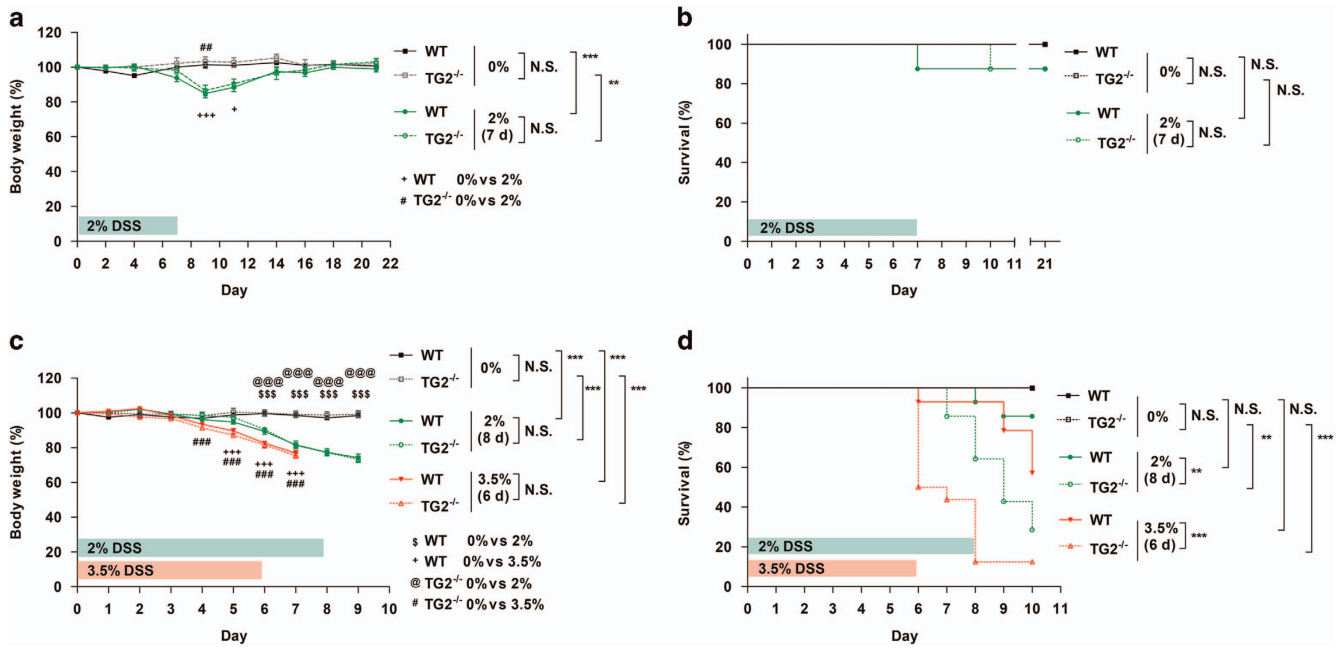 a
120
100
80
60
40
20
0
Body weight (%)
##
+++
+
2% DSS
0 2 4 6 8 10 12 14 16 18 20 22
Day
WT
TG2-/-
0%
N.S.
WT
TG2-/-
2%
(7 d)
N.S.
***
**
+ WT 0% vs 2%
# TG2-/- 0% vs 2%
b
100
80
60
40
20
0
Survival (%)
2% DSS
0 1 2 3 4 5 6 7 8 9 10 11 21
Day
WT
TG2-/-
0%
N.S.
WT
TG2-/-
2%
(7 d)
N.S.
N.S.
N.S.
c
120
100
80
60
40
20
0
Body weight (%)
@@@ @@@ @@@ @@@
$$$ $$$ $$$ $$$
###
+++ +++ +++
### ### ###
2% DSS
3.5% DSS
0 1 2 3 4 5 6 7 8 9 10
Day
WT
TG2-/-
0%
N.S.
WT
TG2-/-
2%
(8 d)
N.S.
WT
TG2-/-
3.5%
(6 d)
N.S.
***
***
***
***
$ WT 0% vs 2%
+ WT 0% vs 3.5%
@ TG2-/- 0% vs 2%
# TG2-/- 0% vs 3.5%
d
100
80
60
40
20
0
Survival (%)
2% DSS
3.5% DSS
0 1 2 3 4 5 6 7 8 9 10 11
Day
WT
TG2-/-
0%
N.S.
WT
TG2-/-
2%
(8 d)
**
WT
TG2-/-
3.5%
(6 d)
***
N.S.
**
N.S.
***